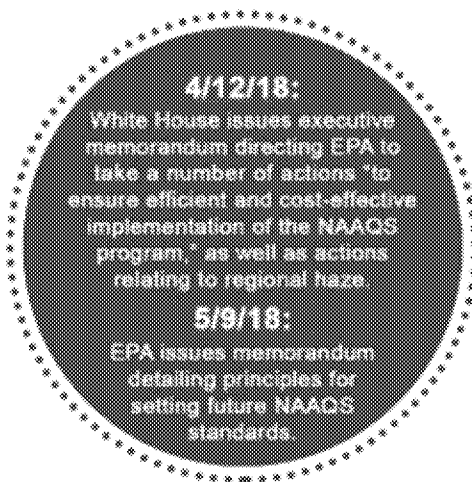 4/12/18:
White House issues executive
memorandum directing EPA to
take a number of actions "to
ensure efficient and cost-effective
implementation of the NAAQS
program," as well as actions
relating to regional haze.
5/9/18:
EPA issues memorandum
detailing principles for
setting future NAAQS
standards.